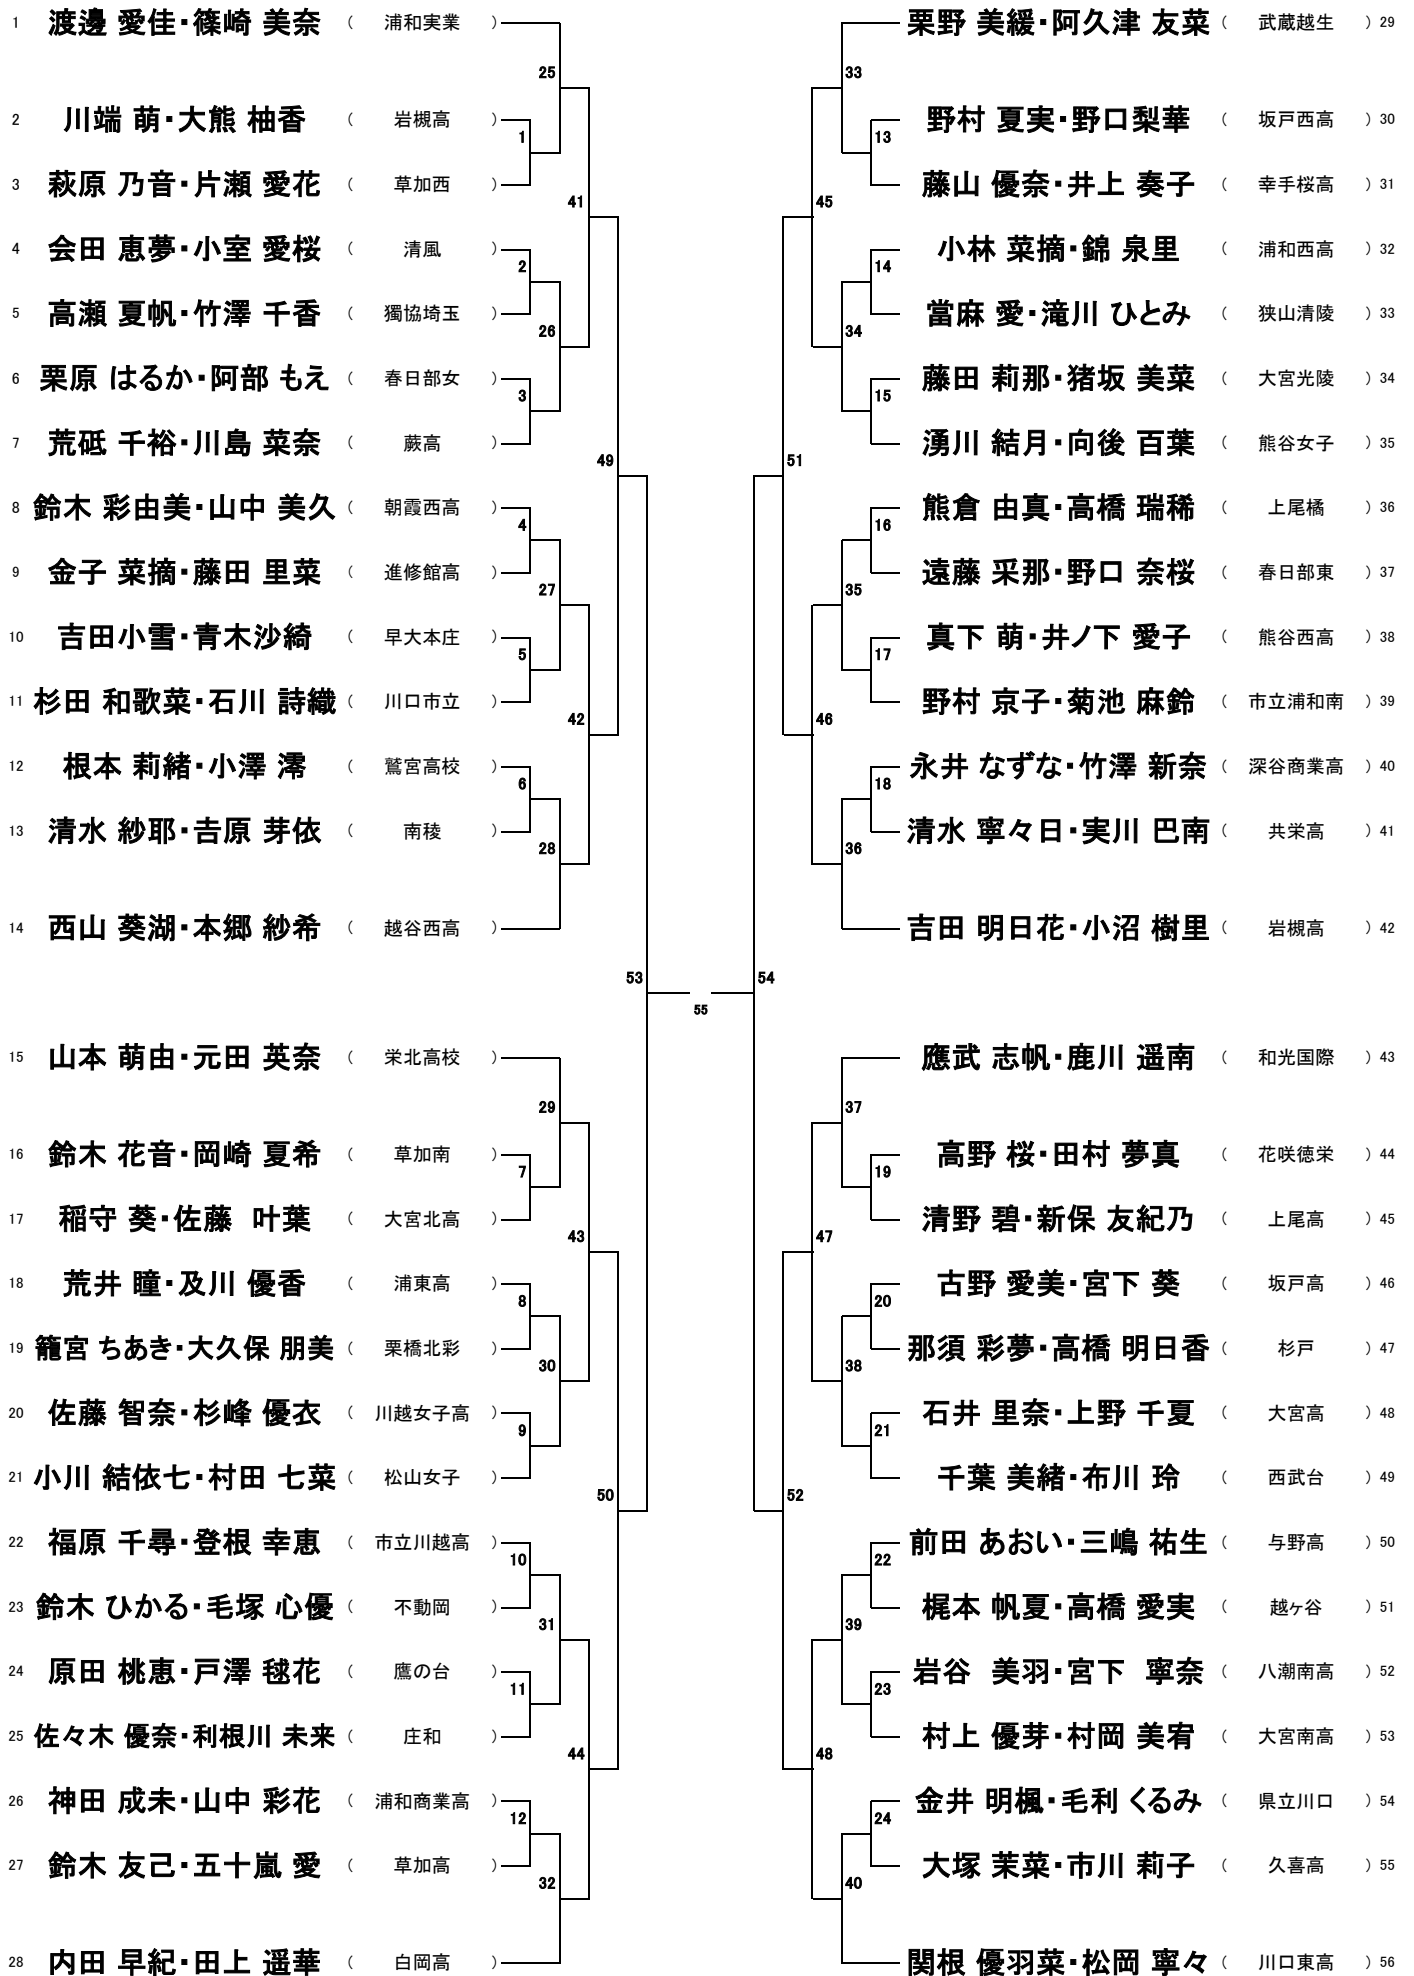 1 渡邉 愛佳・篠崎 美奈 （ 浦和実業 ）
25
2 川端 萌・大熊 柚香 （ 岩槻高 ）
1
3 萩原 乃音・片瀬 愛花 （ 草加西 ）
41
4 会田 恵夢・小室 愛桜 （ 清風 ）
2
5 高瀬 夏帆・竹澤 千香 （ 獨協埼玉 ）
26
6 栗原 はるか・阿部 もえ （ 春日部女 ）
3
7 荒砥 千裕・川島 菜奈 （ 蕨高 ）
49
8 鈴木 彩由美・山中 美久 （ 朝霞西高 ）
4
9 金子 菜摘・藤田 里菜 （ 進修館高 ）
27
10 吉田小雪・青木沙綺 （ 早大本庄 ）
5
11 杉田 和歌菜・石川 詩織 （ 川口市立 ）
42
12 根本 莉緒・小澤 澪 （ 鷲宮高校 ）
6
13 清水 紗耶・吉原 芽依 （ 南稜 ）
28
14 西山 葵湖・本郷 紗希 （ 越谷西高 ）
53
15 山本 萌由・元田 英奈 （ 栄北高校 ）
29
16 鈴木 花音・岡崎 夏希 （ 草加南 ）
7
17 稲守 葵・佐藤 叶葉 （ 大宮北高 ）
43
18 荒井 瞳・及川 優香 （ 浦東高 ）
8
19 籠宮 ちあき・大久保 朋美 （ 栗橋北彩 ）
30
20 佐藤 智奈・杉峰 優衣 （ 川越女子高 ）
9
21 小川 結依七・村田 七菜 （ 松山女子 ）
50
22 福原 千尋・登根 幸恵 （ 市立川越高 ）
10
23 鈴木 ひかる・毛塚 心優 （ 不動岡 ）
31
24 原田 桃恵・戸澤 毬花 （ 鷹の台 ）
11
25 佐々木 優奈・利根川 未来 （ 庄和 ）
44
26 神田 成未・山中 彩花 （ 浦和商業高 ）
12
27 鈴木 友己・五十嵐 愛 （ 草加高 ）
32
28 内田 早紀・田上 遥華 （ 白岡高 ）
55
栗野 美緩・阿久津 友菜 （ 武蔵越生 ） 29
33
野村 夏実・野口梨華 （ 坂戸西高 ） 30
13
藤山 優奈・井上 奏子 （ 幸手桜高 ） 31
45
小林 菜摘・錦 泉里 （ 浦和西高 ） 32
14
當麻 愛・滝川 ひとみ （ 狭山清陵 ） 33
34
藤田 莉那・猪坂 美菜 （ 大宮光陵 ） 34
15
湧川 結月・向後 百葉 （ 熊谷女子 ） 35
51
熊倉 由真・高橋 瑞稀 （ 上尾橘 ） 36
16
遠藤 采那・野口 奈桜 （ 春日部東 ） 37
35
真下 萌・井ノ下 愛子 （ 熊谷西高 ） 38
17
野村 京子・菊池 麻鈴 （ 市立浦和南 ） 39
46
永井 なずな・竹澤 新奈 （ 深谷商業高 ） 40
18
清水 寧々日・実川 巴南 （ 共栄高 ） 41
36
吉田 明日花・小沼 樹里 （ 岩槻高 ） 42
54
應武 志帆・鹿川 遥南 （ 和光国際 ） 43
37
高野 桜・田村 夢真 （ 花咲徳栄 ） 44
19
清野 碧・新保 友紀乃 （ 上尾高 ） 45
47
古野 愛美・宮下 葵 （ 坂戸高 ） 46
20
那須 彩夢・高橋 明日香 （ 杉戸 ） 47
38
石井 里奈・上野 千夏 （ 大宮高 ） 48
21
千葉 美緒・布川 玲 （ 西武台 ） 49
52
前田 あおい・三嶋 祐生 （ 与野高 ） 50
22
梶本 帆夏・高橋 愛実 （ 越ヶ谷 ） 51
39
岩谷 美羽・宮下 寧奈 （ 八潮南高 ） 52
23
村上 優芽・村岡 美宥 （ 大宮南高 ） 53
48
金井 明楓・毛利 くるみ （ 県立川口 ） 54
24
大塚 茉菜・市川 莉子 （ 久喜高 ） 55
40
関根 優羽菜・松岡 寧々 （ 川口東高 ） 56